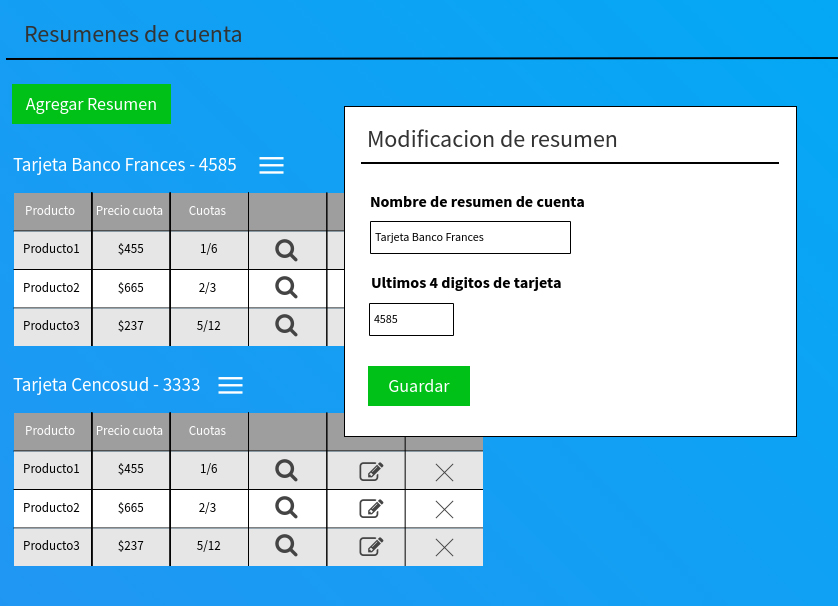 Resumenes de cuenta
Agregar Resumen
Tarjeta Banco Frances - 4585
Producto Precio cuota Cuotas
Producto1 $455 1/6
Producto2 $665 2/3
Producto3 $237 5/12
Tarjeta Cencosud - 3333
Producto Precio cuota Cuotas
Producto1 $455 1/6
Producto2 $665 2/3
Producto3 $237 5/12
Modificacion de resumen
Nombre de resumen de cuenta
Tarjeta Banco Frances
Ultimos 4 digitos de tarjeta
4585
Guardar